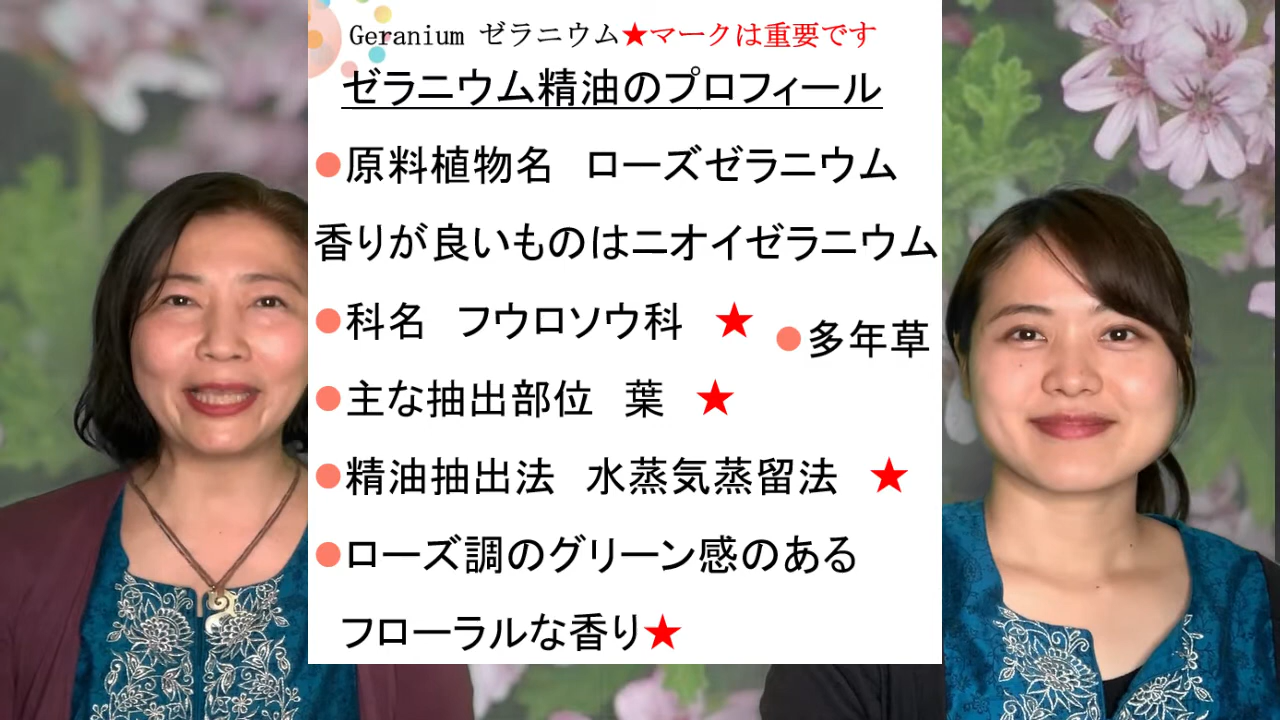 Geranium ゼラニウム★マークは重要です
ゼラニウム精油のプロフィール
●原料植物名　ローズゼラニウム
香りが良いものはニオイゼラニウム
●科名　フウロソウ科　★
●多年草
●主な抽出部位　葉　★
●精油抽出法　水蒸気蒸留法　★
●ローズ調のグリーン感のある
フローラルな香り★